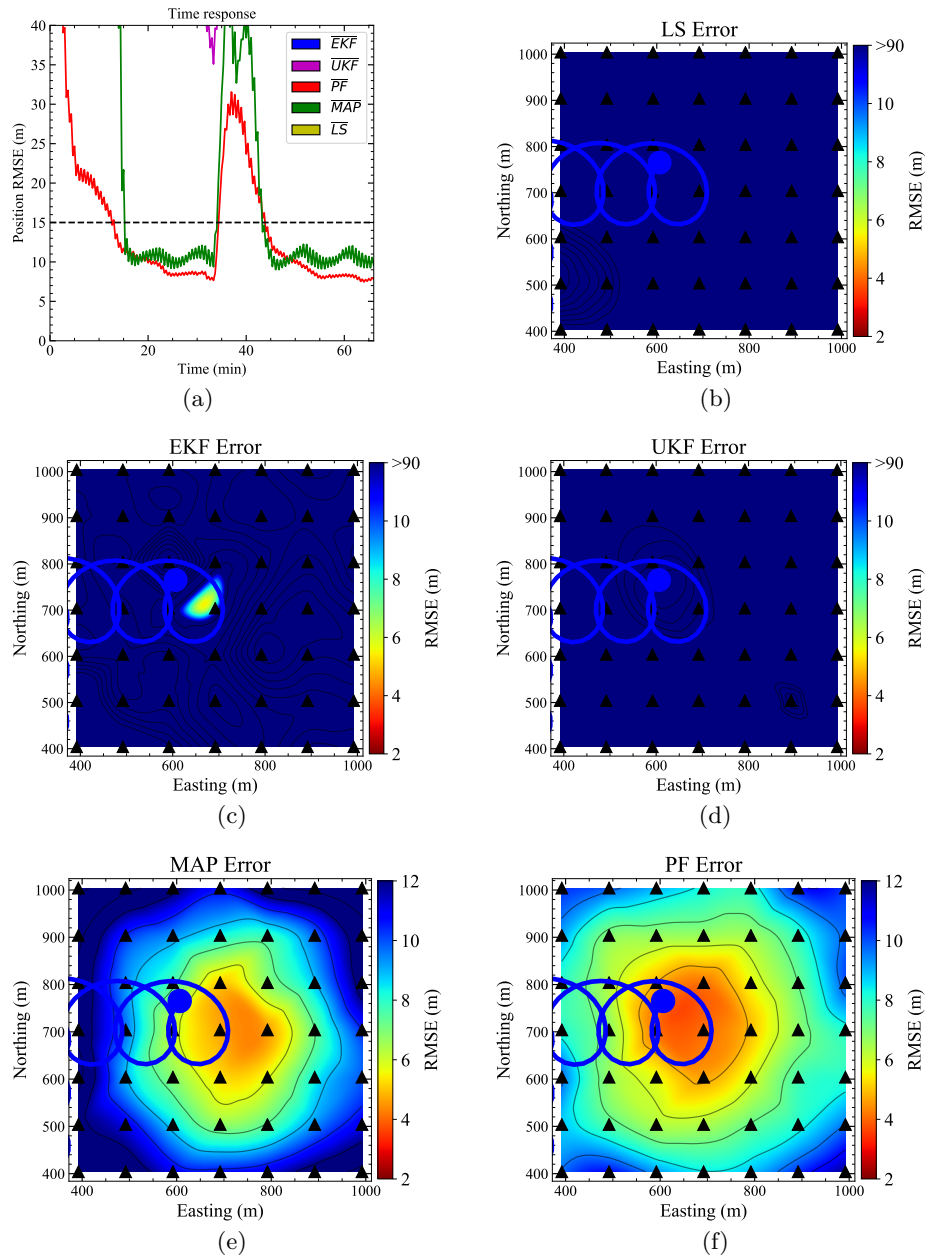 Time response
40
35
30
25
20
15
10
5
0
Position RMSE (m)
0 20 40 60
Time (min)
EKF
UKF
PF
MAP
LS
(a)
LS Error
1000
900
800
700
600
500
400
Northing (m)
400 600 800 1000
Easting (m)
>90
10
8
6
4
2
RMSE (m)
(b)
EKF Error
1000
900
800
700
600
500
400
Northing (m)
400 600 800 1000
Easting (m)
>90
10
8
6
4
2
RMSE (m)
(c)
UKF Error
1000
900
800
700
600
500
400
Northing (m)
400 600 800 1000
Easting (m)
>90
10
8
6
4
2
RMSE (m)
(d)
MAP Error
1000
900
800
700
600
500
400
Northing (m)
400 600 800 1000
Easting (m)
12
10
8
6
4
2
RMSE (m)
(e)
PF Error
1000
900
800
700
600
500
400
Northing (m)
400 600 800 1000
Easting (m)
12
10
8
6
4
2
RMSE (m)
(f)